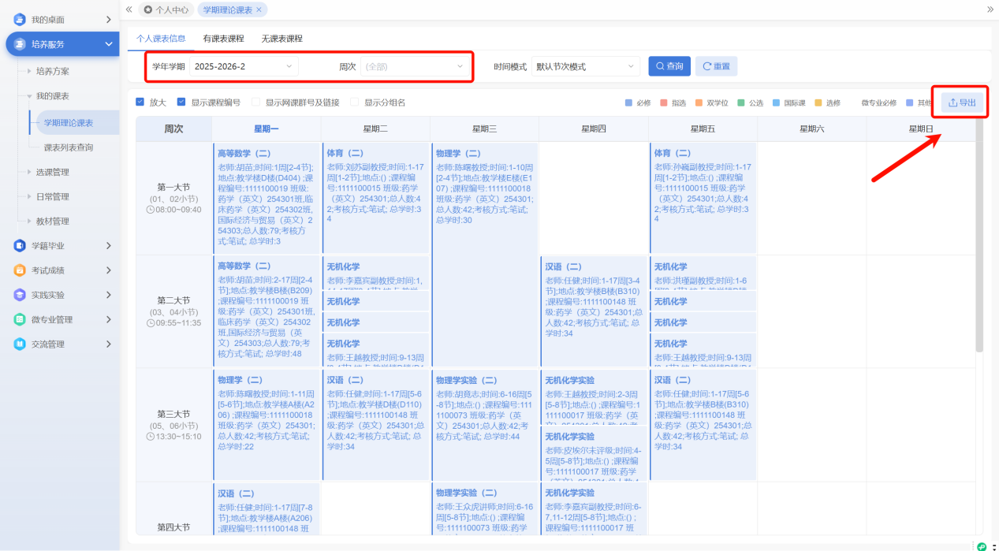 我的桌面
培养服务
培养方案
我的课表
学期理论课表
课表列表查询
选课管理
日常管理
教材管理
学籍毕业
考试成绩
实践实验
微专业管理
交流管理
个人中心
学期理论课表 ×
个人课表信息 有课表课程 无课表课程
学年学期 2025-2026-2 周次 (全部) 时间模式 默认节次模式 查询 重置
放大 显示课程编号 显示网课群号及链接 显示分组名
必修 指选 双学位 公选 国际课 选修 微专业必修 其他 导出
周次 星期一 星期二 星期三 星期四 星期五 星期六 星期日
第一大节
(01、02小节)
08:00~09:40
高等数学（二）
老师:胡苗;时间:1周[2-4节];
地点:教学楼D楼(D404) ;课
程编号:1111100019 班级:
药学（英文）254301班,临
床药学（英文）254302班,
国际经济与贸易（英文）2
54303;总人数:79;考核方
式:笔试; 总学时:3
体育（二）
老师:刘苏副教授;时间:1-17
周[1-2节];地点:() ;课程编
号:1111100015 班级:药学
（英文）254301;总人数:4
2;考核方式:笔试; 总学时:3
4
物理学（二）
老师:陈曙教授;时间:1-10周
[2-4节];地点:教学楼E楼(E1
07) ;课程编号:1111100018
班级:药学（英文）254301;
总人数:42;考核方式:笔试;
总学时:30
体育（二）
老师:孙巍副教授;时间:1-17
周[1-2节];地点:() ;课程编
号:1111100015 班级:药学
（英文）254301;总人数:4
2;考核方式:笔试; 总学时:3
4
第二大节
(03、04小节)
09:55~11:35
高等数学（二）
老师:胡苗;时间:2-17周[2-4
节];地点:教学楼B楼(B209)
;课程编号:1111100019 班
级:药学（英文）254301班,
临床药学（英文）254302
班,国际经济与贸易（英
文）254303;总人数:79;考
核方式:笔试; 总学时:48
无机化学
老师:李嘉宾副教授;时间:1,
无机化学
无机化学
无机化学
老师:王越教授;时间:9-13周
汉语（二）
老师:任健;时间:1-17周[3-4
节];地点:教学楼B楼(B310)
;课程编号:1111100148 班
级:药学（英文）254301;总
人数:42;考核方式:笔试; 总
学时:34
无机化学
老师:洪瑾副教授;时间:1-6
无机化学
无机化学
无机化学
老师:王越教授;时间:9-13周
第三大节
(05、06小节)
13:30~15:10
物理学（二）
老师:陈曙教授;时间:1-11周
[5-6节];地点:教学楼A楼(A2
06) ;课程编号:1111100018
班级:药学（英文）254301;
总人数:42;考核方式:笔试;
总学时:22
汉语（二）
老师:任健;时间:1-17周[5-6
节];地点:教学楼D楼(D110)
;课程编号:1111100148 班
级:药学（英文）254301;总
人数:42;考核方式:笔试; 总
学时:34
物理学实验（二）
老师:胡竟志;时间:6-16周[5
-8节];地点:() ;课程编号:111
1100073 班级:药学（英
文）254301;总人数:42;考
核方式:笔试; 总学时:44
无机化学实验
老师:王越教授;时间:2-3周
[5-8节];地点:() ;课程编号:1
111100017 班级:药学（英
无机化学实验
老师:皮埃尔未评级;时间:4-
5周[5-8节];地点:() ;课程编
号:1111100017 班级:药学
汉语（二）
老师:任健;时间:1-17周[5-6
节];地点:教学楼B楼(B310)
;课程编号:1111100148 班
级:药学（英文）254301;总
人数:42;考核方式:笔试; 总
学时:34
第四大节
汉语（二）
老师:任健;时间:1-17周[7-8
节];地点:教学楼A楼(A206)
;课程编号:1111100148 班
物理学实验（二）
老师:王众虎讲师;时间:6-16
周[5-8节];地点:() ;课程编
号:1111100073 班级:药学
无机化学实验
老师:李嘉宾副教授;时间:6-
7,11-12周[5-8节];地点:() ;
课程编号:1111100017 班